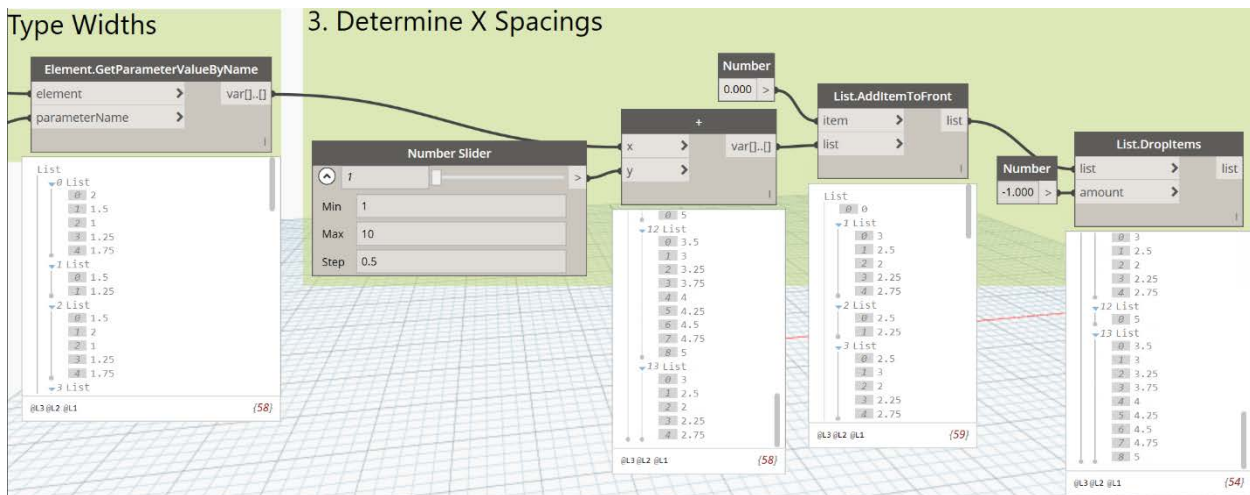 Type Widths
3. Determine X Spacings
Element.GetParameterValueByName
element > var[]..[]
parameterName >
List
0 List
0 2
1 1.5
2 1
3 1.25
4 1.75
1 List
0 1.5
1 1.25
2 List
0 1.5
1 2
2 1
3 1.25
4 1.75
3 List
@L3 @L2 @L1 {58}
Number Slider
1 >
Min 1
Max 10
Step 0.5
+
x > var[]..[]
y >
0 5
12 List
0 3.5
1 3
2 3.25
3 3.75
4 4
5 4.25
6 4.5
7 4.75
8 5
13 List
0 3
1 2.5
2 2
3 2.25
4 2.75
@L3 @L2 @L1 {58}
Number
0.000 >
List.AddItemToFront
item > list
list >
List
0 0
1 List
0 3
1 2.5
2 2
3 2.25
4 2.75
2 List
0 2.5
1 2.25
3 List
0 2.5
1 3
2 2
3 2.25
4 2.75
@L3 @L2 @L1 {59}
Number
-1.000 >
List.DropItems
list > list
amount >
0 3
1 2.5
2 2
3 2.25
4 2.75
12 List
0 5
13 List
0 3.5
1 3
2 3.25
3 3.75
4 4
5 4.25
6 4.5
7 4.75
8 5
@L3 @L2 @L1 {54}